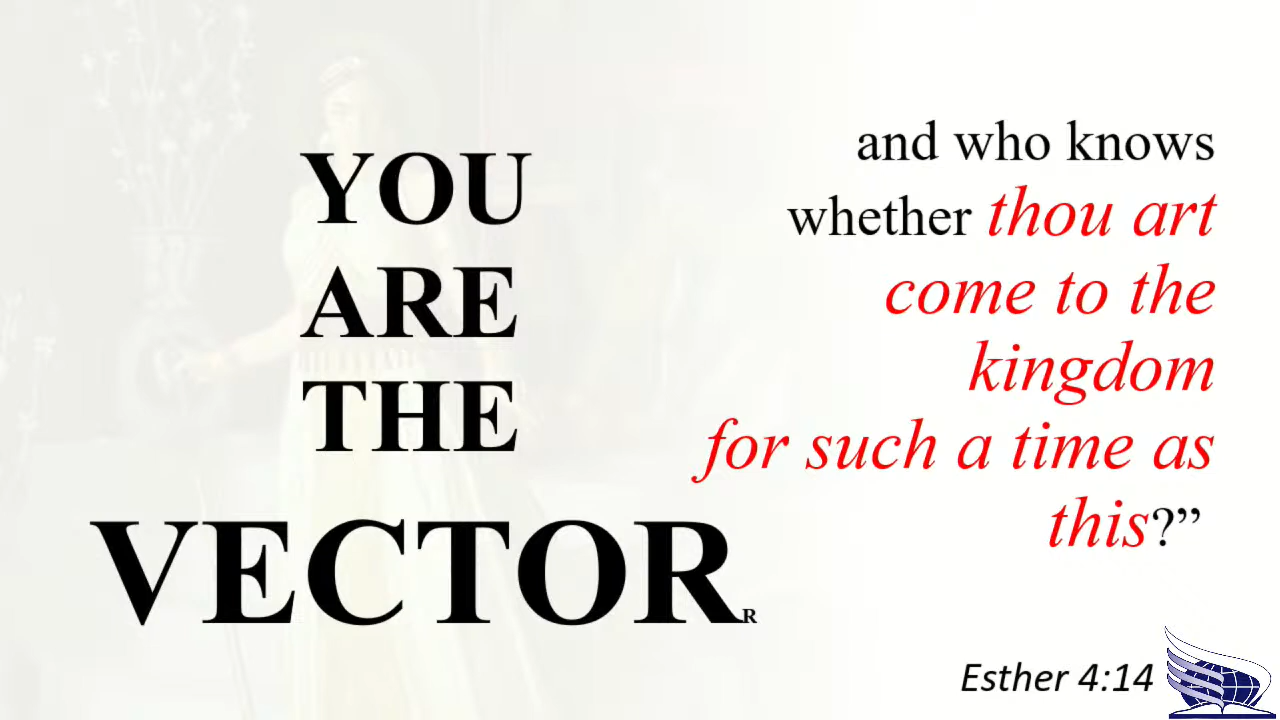 YOU
ARE
THE
VECTORR
and who knows
whether thou art
come to the
kingdom
for such a time as
this?”
Esther 4:14